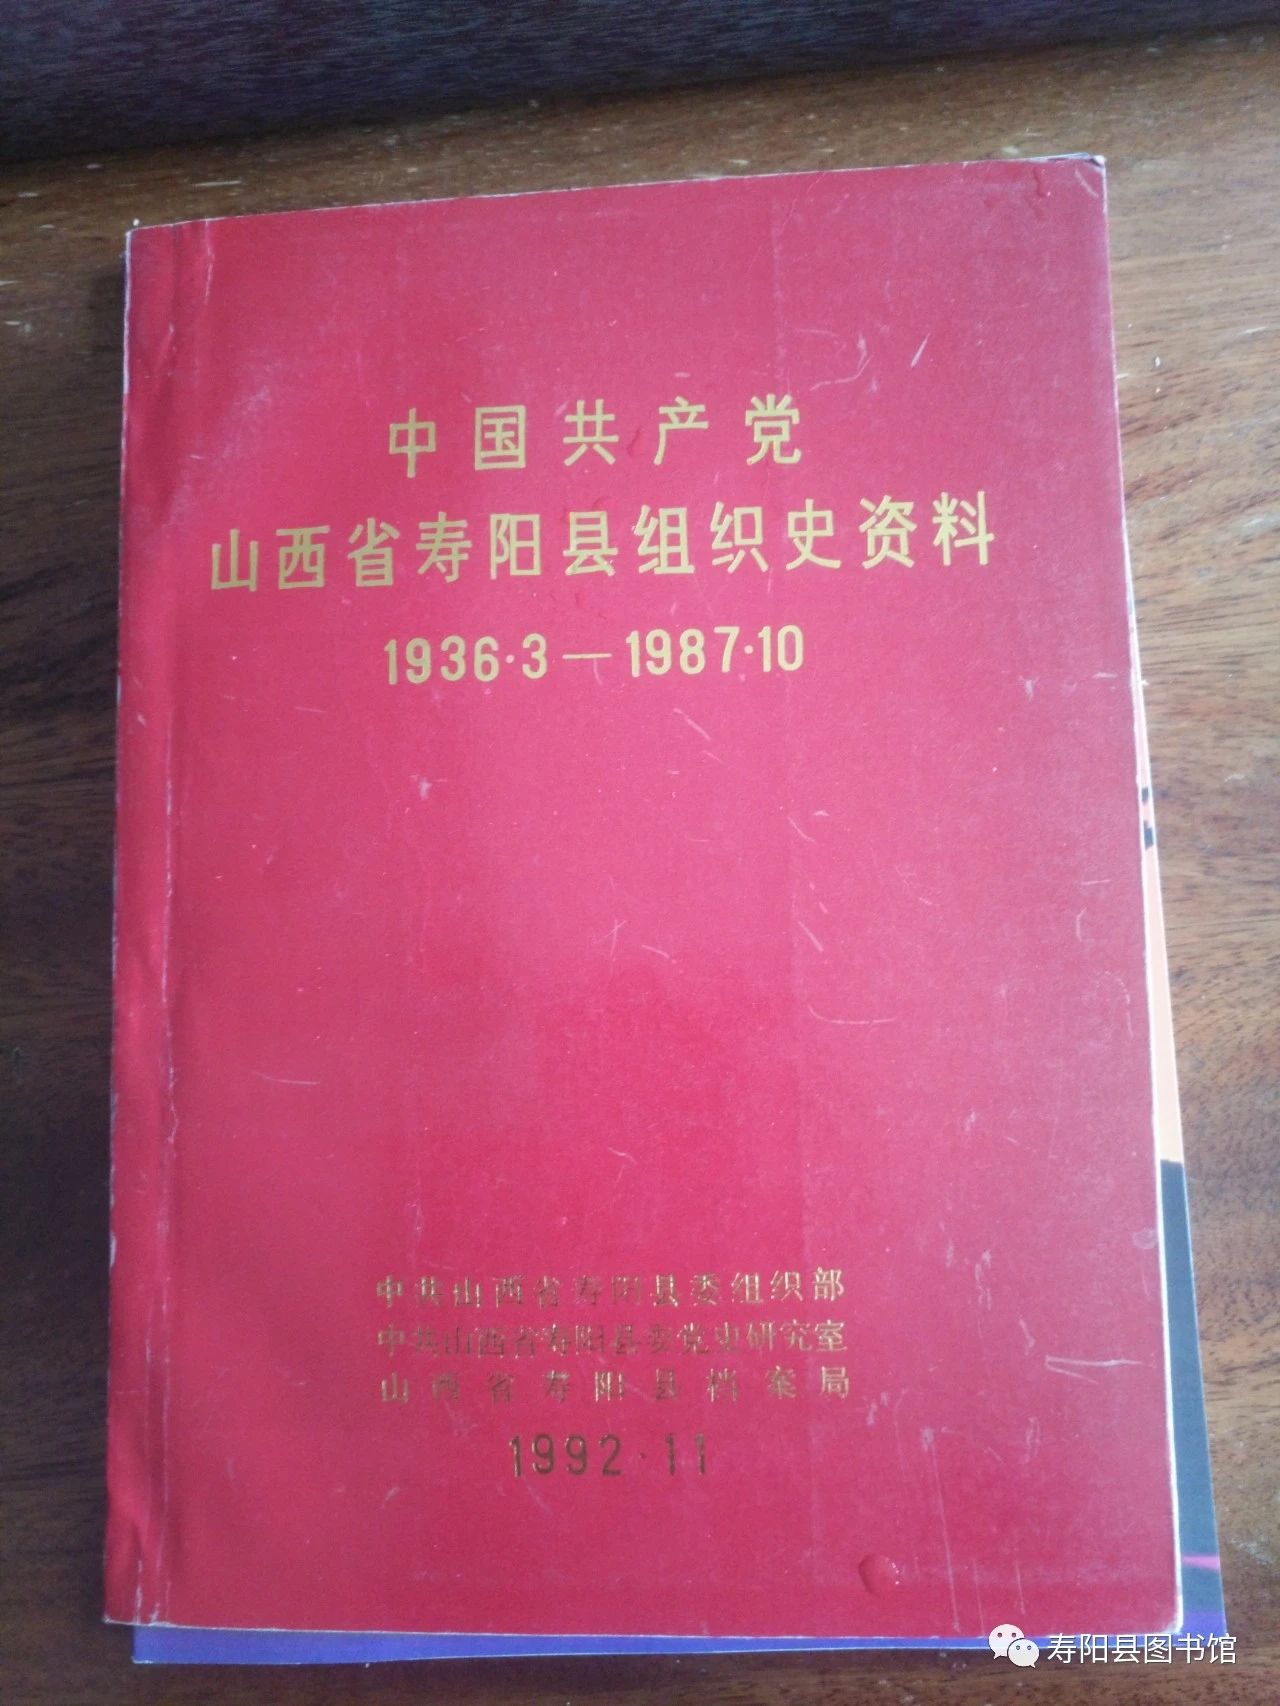 中国共产党
山西省寿阳县组织史资料
1936·3—1987·10
中共山西省寿阳县委组织部
中共山西省寿阳县委党史研究室
山西省寿阳县档案局
1992·11
寿阳县图书馆